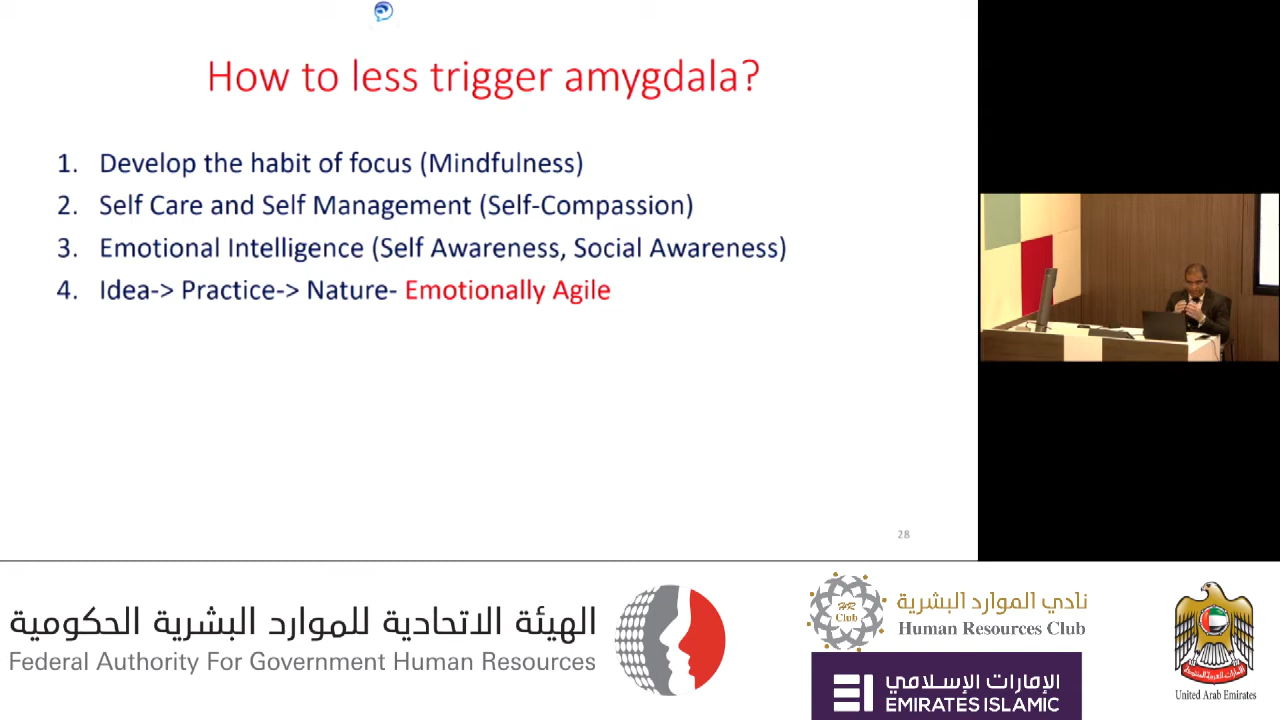 How to less trigger amygdala?
1. Develop the habit of focus (Mindfulness)
2. Self Care and Self Management (Self-Compassion)
3. Emotional Intelligence (Self Awareness, Social Awareness)
4. Idea-> Practice-> Nature- Emotionally Agile
28
الهيئة الاتحادية للموارد البشرية الحكومية
Federal Authority For Government Human Resources
HR
Club
نادي الموارد البشرية
Human Resources Club
EI
الإمارات الإسلامي
EMIRATES ISLAMIC
United Arab Emirates